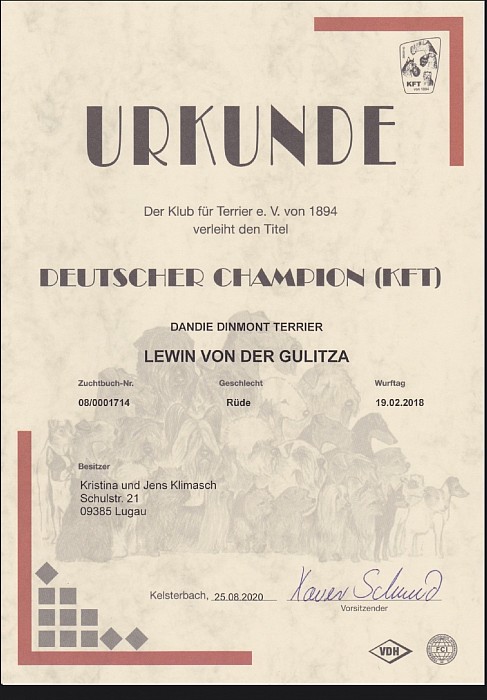 KFT
von 1894
URKUNDE
Der Klub für Terrier e. V. von 1894
verleiht den Titel
DEUTSCHER CHAMPION (KFT)
DANDIE DINMONT TERRIER
LEWIN VON DER GULITZA
Zuchtbuch-Nr. Geschlecht Wurftag
08/0001714 Rüde 19.02.2018
Besitzer
Kristina und Jens Klimasch
Schulstr. 21
09385 Lugau
Kelsterbach, 25.08.2020
Vorsitzender
VDH FCI